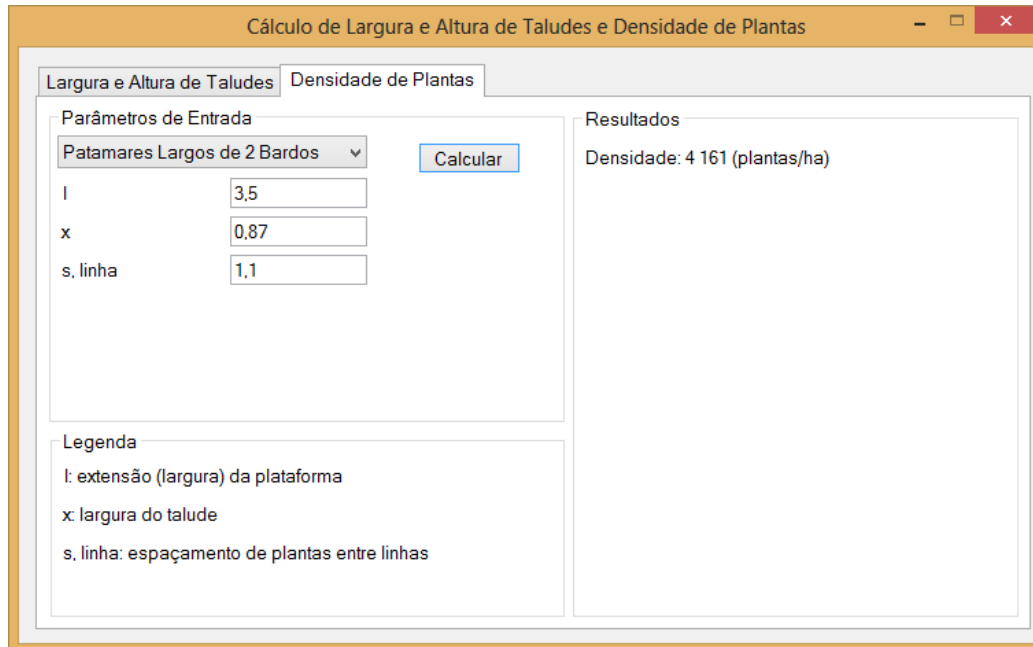 Cálculo de Largura e Altura de Taludes e Densidade de Plantas
Largura e Altura de Taludes
Densidade de Plantas
Parâmetros de Entrada
Patamares Largos de 2 Bardos
Calcular
l
3,5
x
0,87
s, linha
1,1
Legenda
l: extensão (largura) da plataforma
x: largura do talude
s, linha: espaçamento de plantas entre linhas
Resultados
Densidade: 4 161 (plantas/ha)